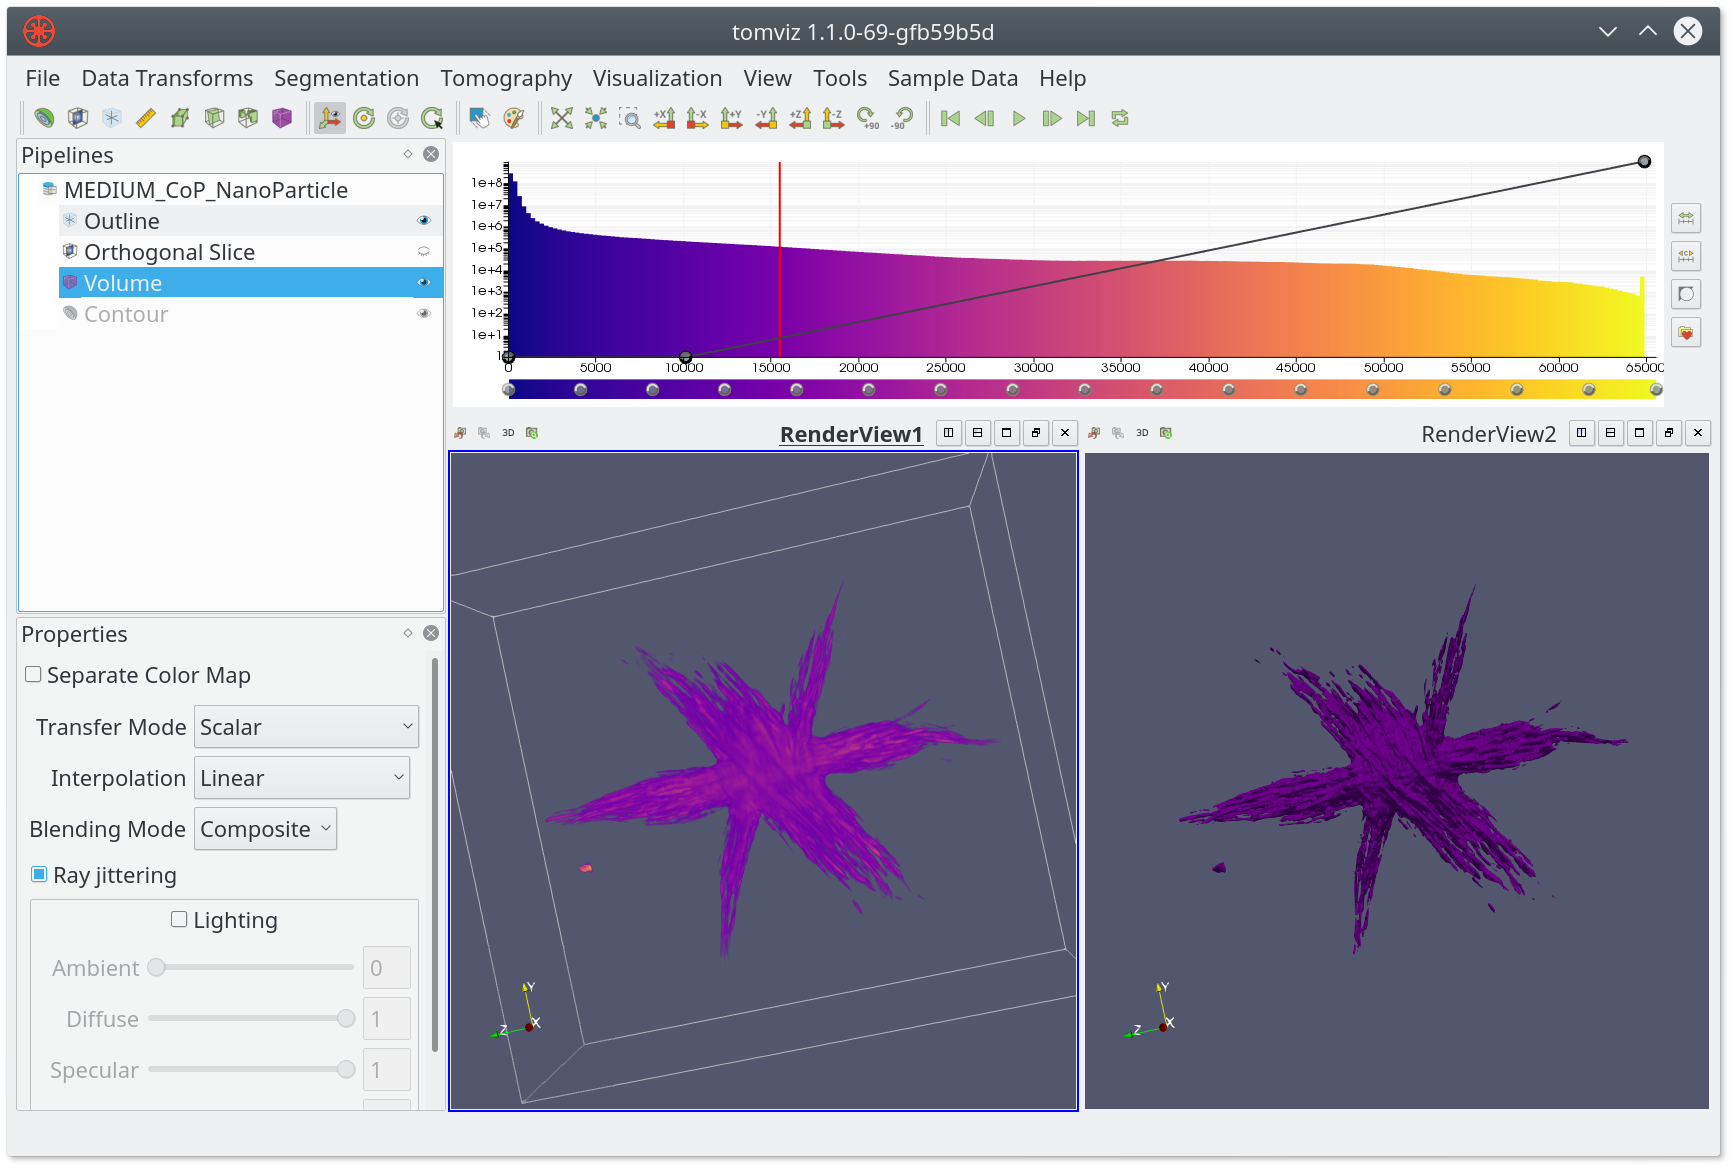 tomviz 1.1.0-69-gfb59b5d
File Data Transforms Segmentation Tomography Visualization View Tools Sample Data Help
+X -X +Y -Y +Z -Z +90 -90
Pipelines
MEDIUM_CoP_NanoParticle
Outline
Orthogonal Slice
Volume
Contour
1e+8
1e+7
1e+6
1e+5
1e+4
1e+3
1e+2
1e+1
0 5000 10000 15000 20000 25000 30000 35000 40000 45000 50000 55000 60000 65000
3D RenderView1
3D RenderView2
Properties
Separate Color Map
Transfer Mode Scalar
Interpolation Linear
Blending Mode Composite
Ray jittering
Lighting
Ambient 0
Diffuse 1
Specular 1
Y
Z X
Y
Z X